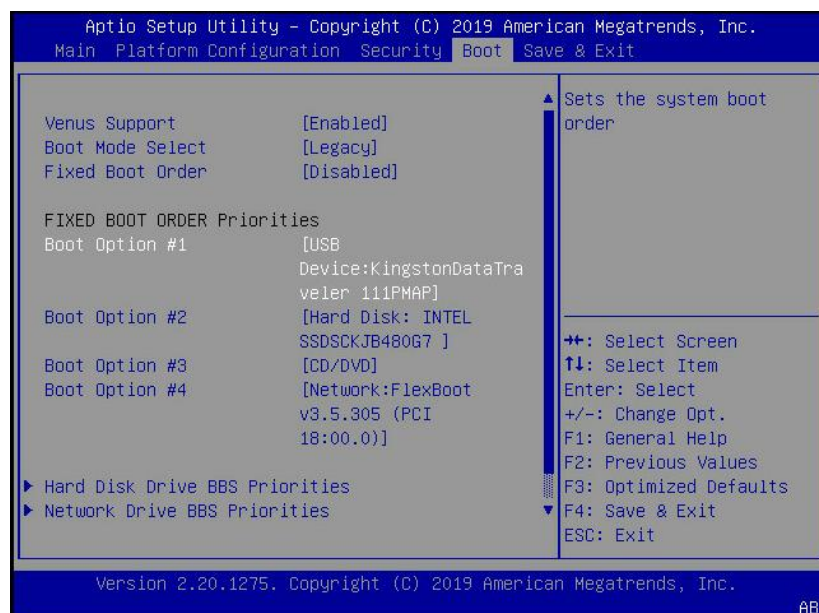 Aptio Setup Utility – Copyright (C) 2019 American Megatrends, Inc.
Main Platform Configuration Security Boot Save & Exit
Venus Support [Enabled]
Boot Mode Select [Legacy]
Fixed Boot Order [Disabled]
FIXED BOOT ORDER Priorities
Boot Option #1 [USB
Device:KingstonDataTra
veler 111PMAP]
Boot Option #2 [Hard Disk: INTEL
SSDSCKJB480G7 ]
Boot Option #3 [CD/DVD]
Boot Option #4 [Network:FlexBoot
v3.5.305 (PCI
18:00.0)]
Hard Disk Drive BBS Priorities
Network Drive BBS Priorities
Sets the system boot
order
→←: Select Screen
↑↓: Select Item
Enter: Select
+/-: Change Opt.
F1: General Help
F2: Previous Values
F3: Optimized Defaults
F4: Save & Exit
ESC: Exit
Version 2.20.1275. Copyright (C) 2019 American Megatrends, Inc.
AB